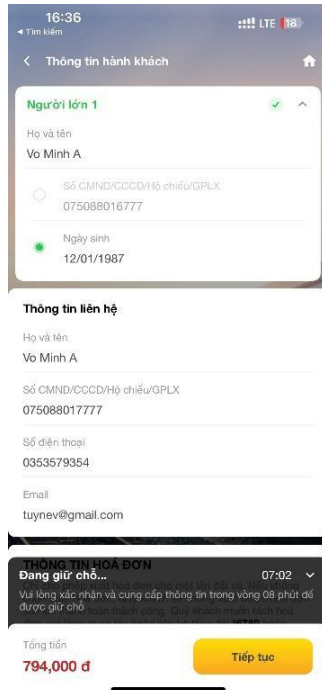 16:36
LTE 18
◂ Tìm kiếm
Thông tin hành khách
Người lớn 1
Họ và tên
Vo Minh A
Số CMND/CCCD/Hộ chiếu/GPLX
075088016777
Ngày sinh
12/01/1987
Thông tin liên hệ
Họ và tên
Vo Minh A
Số CMND/CCCD/Hộ chiếu/GPLX
075088017777
Số điện thoại
0353579354
Email
tuynev@gmail.com
THÔNG TIN HOÁ ĐƠN
Đang giữ chỗ...
07:02
Vui lòng xác nhận và cung cấp thông tin trong vòng 08 phút để
được giữ chỗ
Tổng tiền
794,000 đ
Tiếp tục